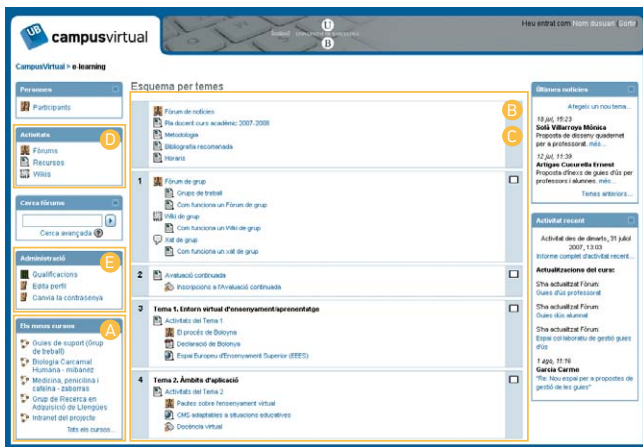 UB campusvirtual
U
B
UNIVERSITAT DE BARCELONA
Heu entrat com Nom dusuari (Sortir)
CampusVirtual > e-learning
Persones
Participants
Activitats
D
Fòrums
Recursos
Wikis
Cerca fòrums
Cerca avançada
Administració
E
Qualificacions
Edita perfil
Canvia la contrasenya
Els meus cursos
A
Guies de suport (Grup
de treball)
Biologia Carcamal
Humana - mibanez
Medicina, penicilina i
cafeïna - zaborras
Grup de Recerca en
Adquisició de Llengües
Intranet del projecte
Tots els cursos...
Esquema per temes
B
Fòrum de notícies
Pla docent curs acadèmic 2007-2008
C
Metodologia
Bibliografia recomanada
Horaris
1 Fòrum de grup
Grups de treball
Com funciona un Fòrum de grup
Wiki de grup
Com funciona un Wiki de grup
Xat de grup
Com funciona un xat de grup
2 Avaluació continuada
Inscripcions a l'Avaluació continuada
3 Tema 1. Entorn virtual d'ensenyament/aprenentatge
Activitats del Tema 1
El procés de Bolonya
Declaració de Bolonya
Espai Europeu d'Ensenyament Superior (EEES)
4 Tema 2. Àmbits d'aplicació
Activitats del Tema 2
Pautes sobre l'ensenyament virtual
CMS adaptables a situacions educatives
Docència virtual
Últimes notícies
Afegeix un nou tema...
18 jul, 15:23
Solà Villarroya Mònica
Proposta de disseny quadernet
per a professorat. més...
12 jul, 11:39
Artigas Cucurella Ernest
Proposta d'índex de guies d'ús per
professors i alumnes. més...
Temes anteriors...
Activitat recent
Activitat des de dimarts, 31 juliol
2007, 13:03
Informe complet d'activitat recent...
Actualitzacions del curs:
S'ha actualitzat Fòrum:
Guies d'ús professorat
S'ha actualitzat Fòrum:
Guies dús alumnat
S'ha actualitzat Fòrum:
Espai col·laboratiu de gestió guies
d'ús
1 ago, 11:16
Garcia Carme
"Re: Nou espai per a propostes de
gestió de les guies"